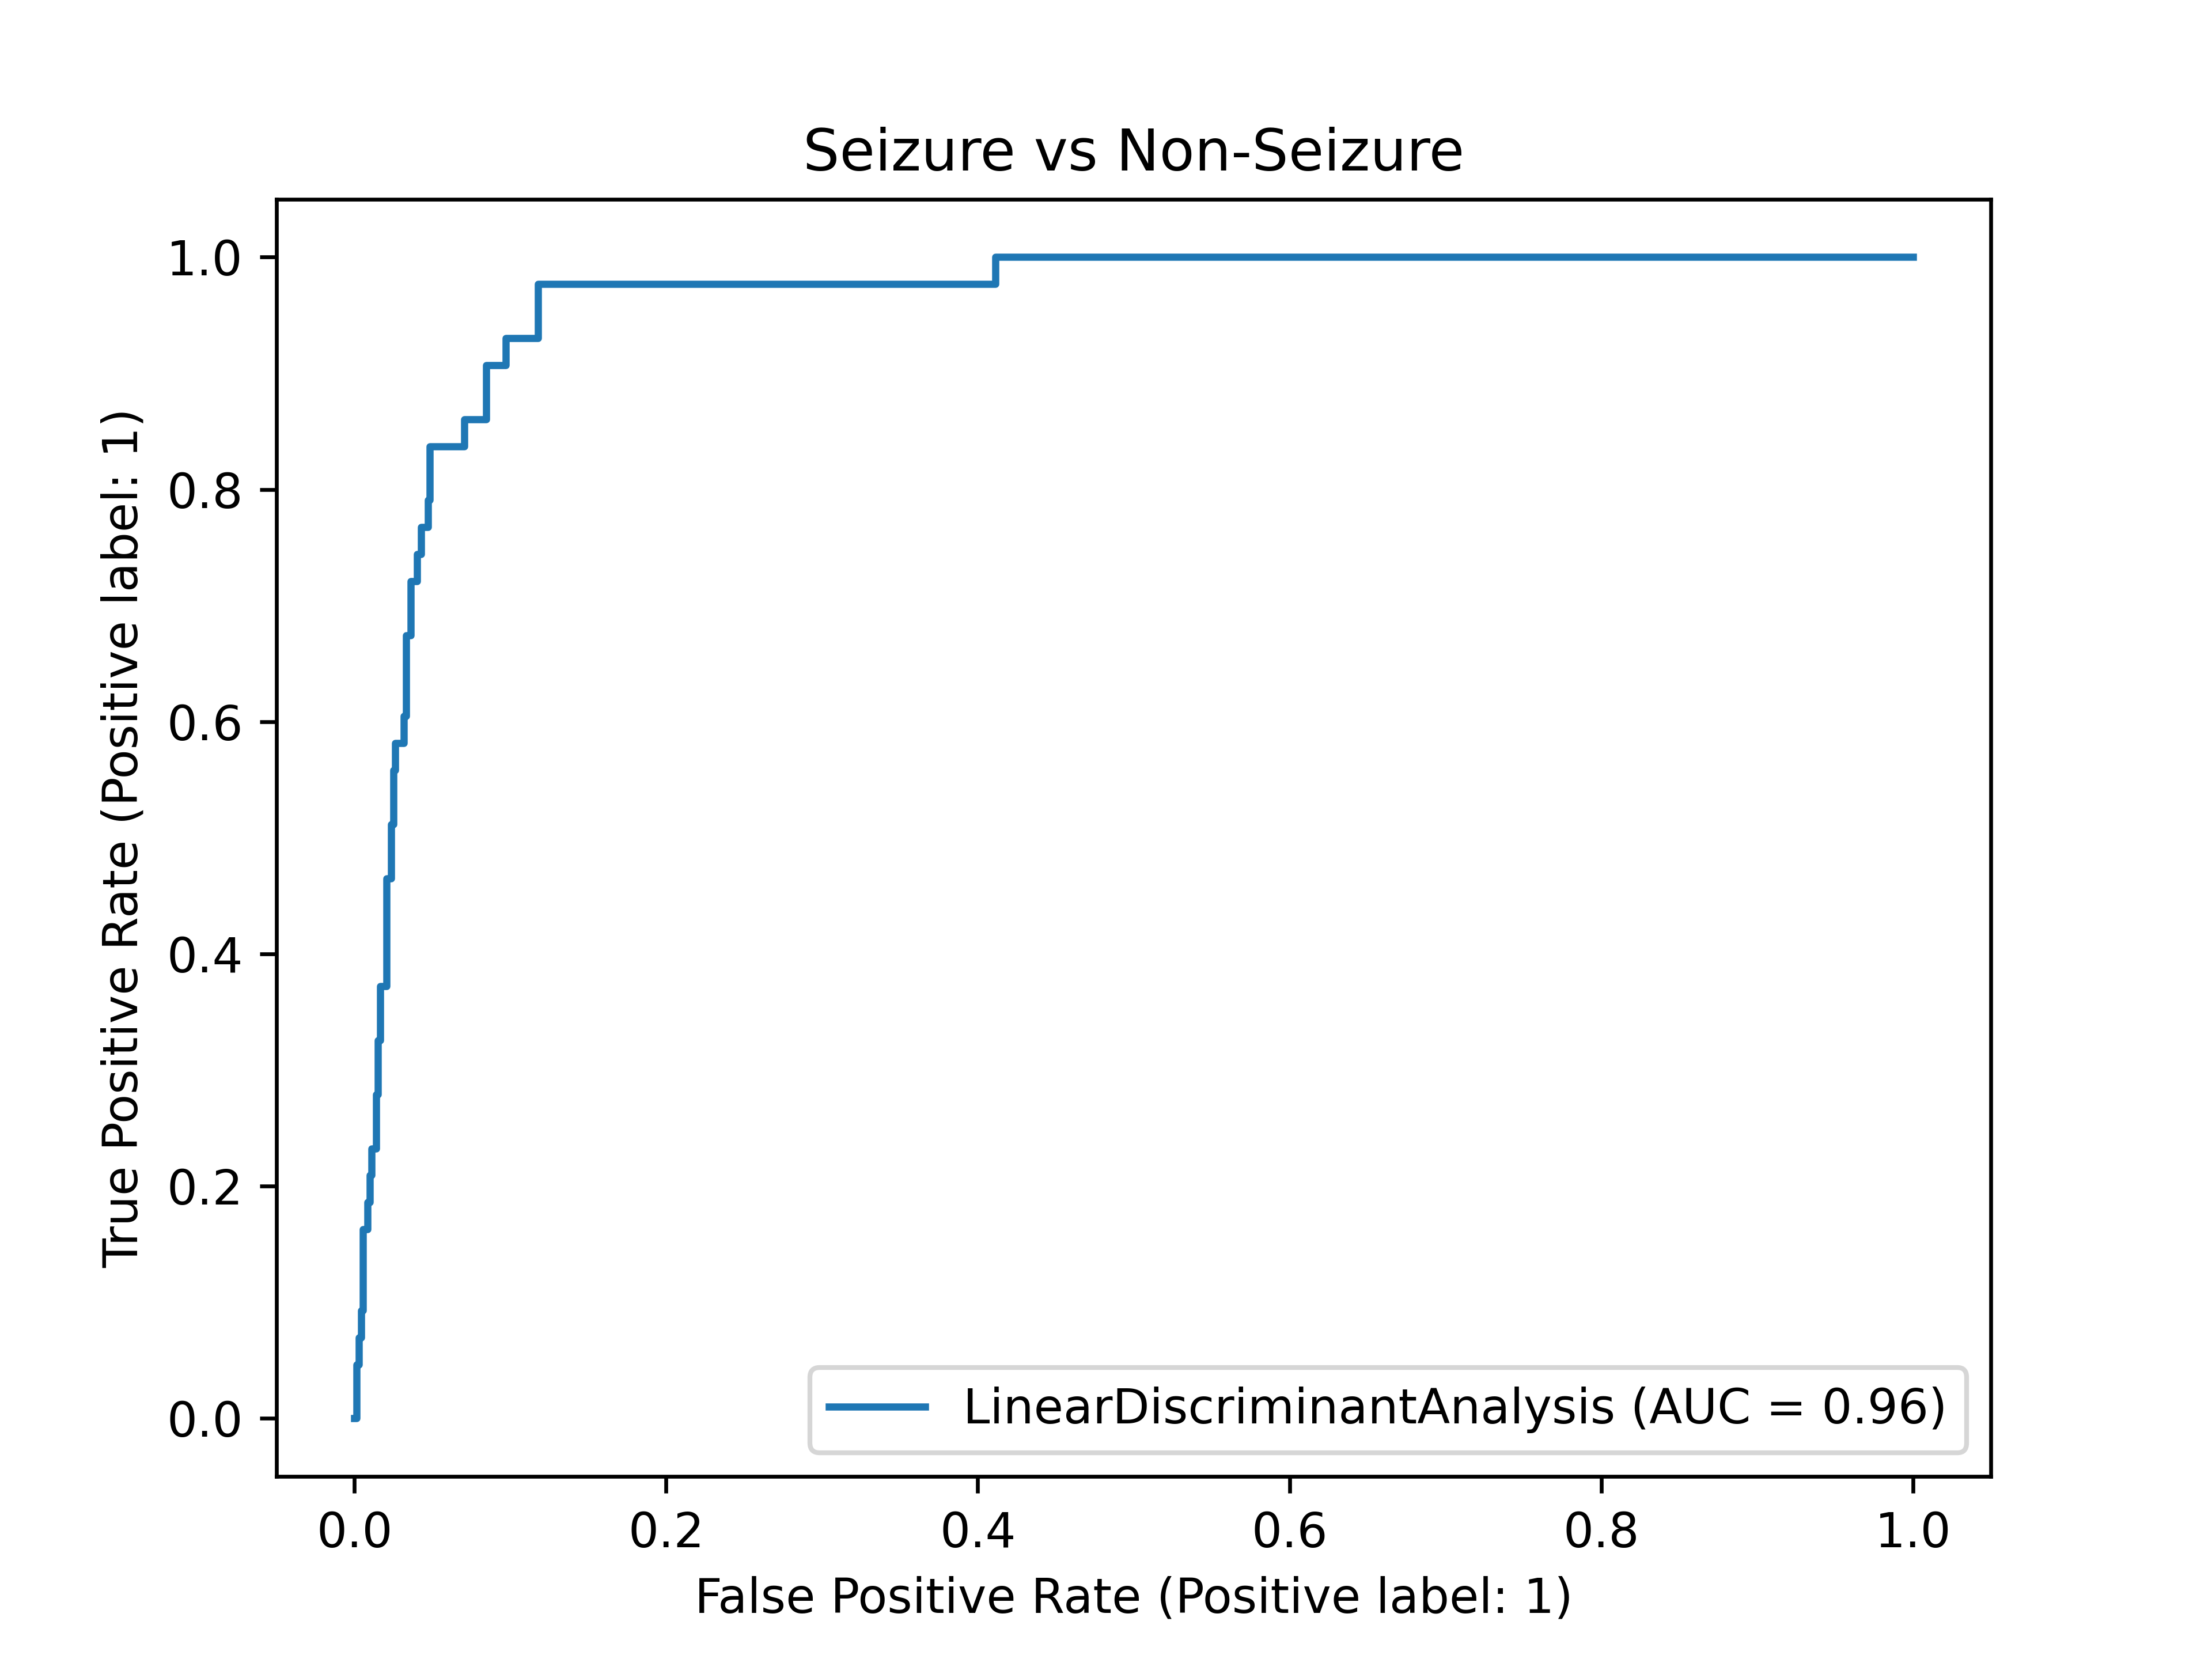 Seizure vs Non-Seizure
True Positive Rate (Positive label: 1)
1.0
0.8
0.6
0.4
0.2
0.0
LinearDiscriminantAnalysis (AUC = 0.96)
0.0 0.2 0.4 0.6 0.8 1.0
False Positive Rate (Positive label: 1)